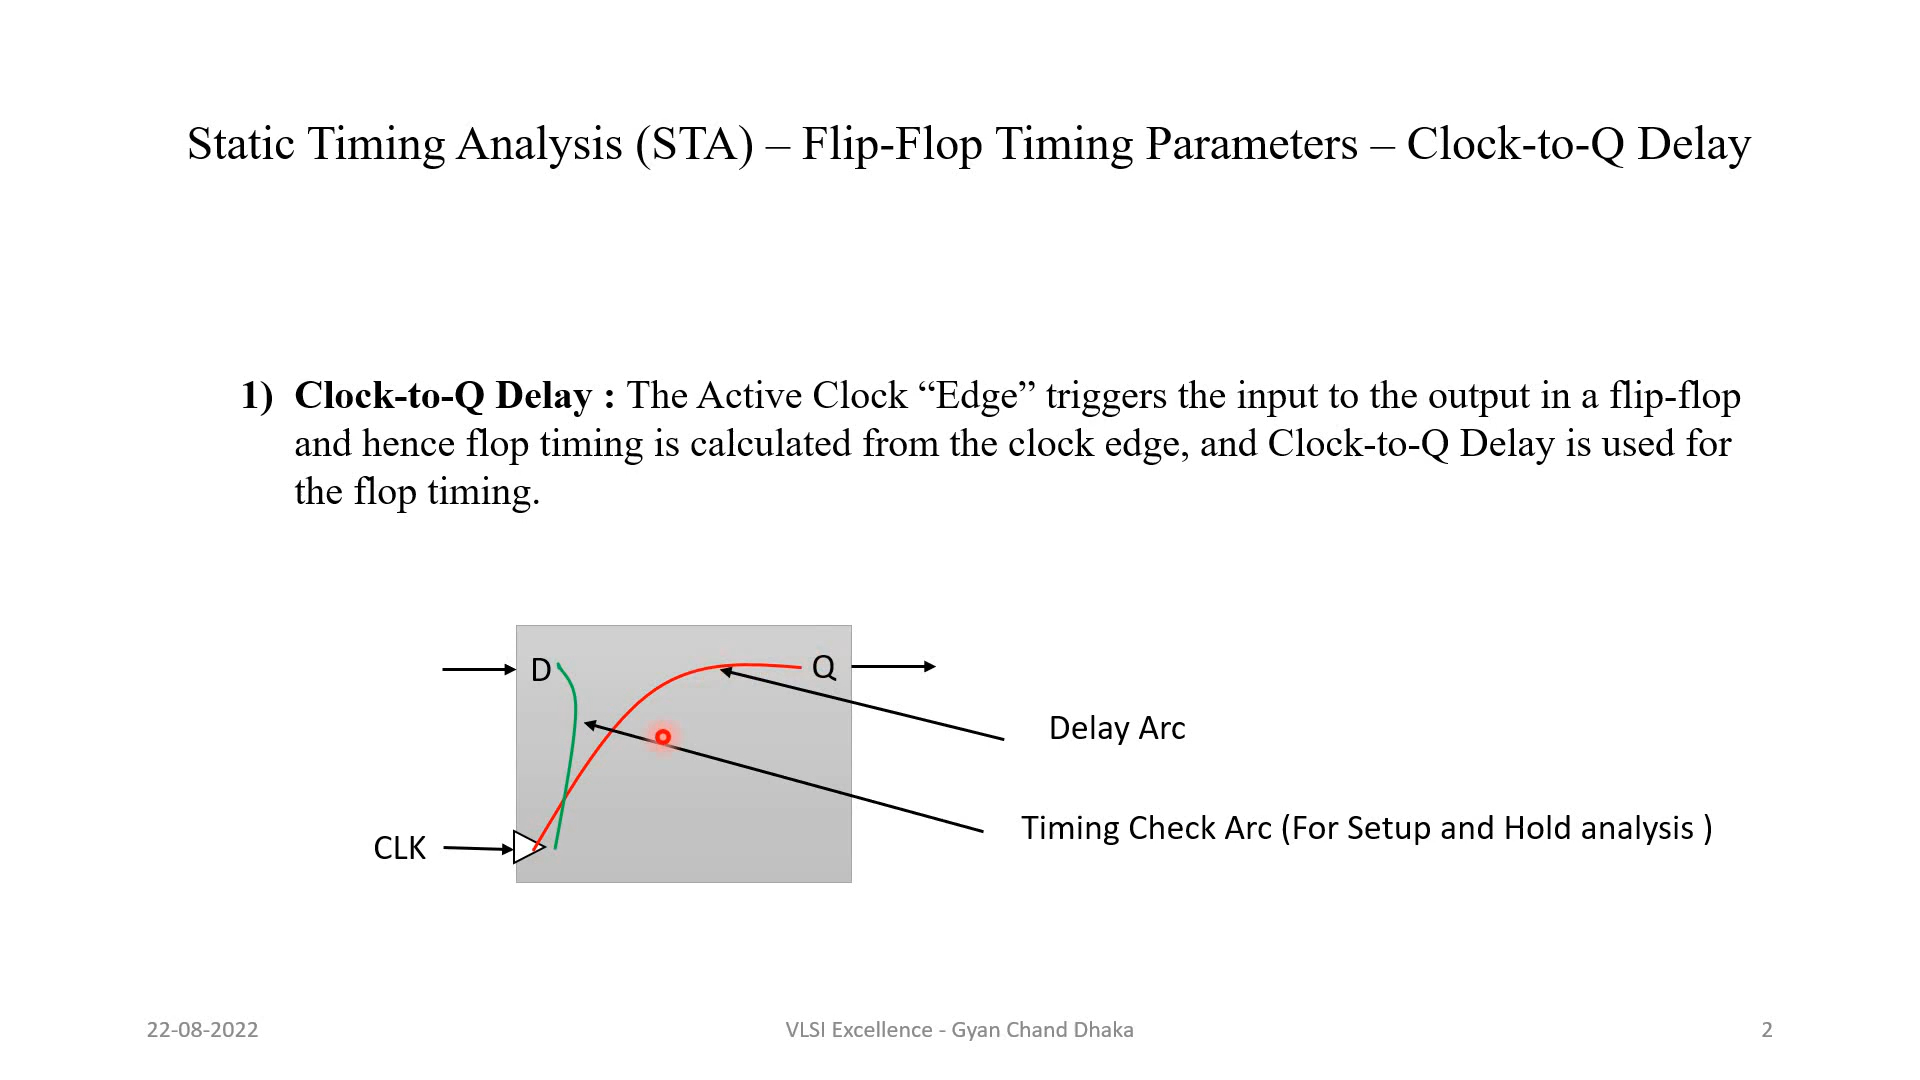 Static Timing Analysis (STA) – Flip-Flop Timing Parameters – Clock-to-Q Delay
1) Clock-to-Q Delay : The Active Clock “Edge” triggers the input to the output in a flip-flop
and hence flop timing is calculated from the clock edge, and Clock-to-Q Delay is used for
the flop timing.
D
Q
Delay Arc
Timing Check Arc (For Setup and Hold analysis )
CLK
22-08-2022
VLSI Excellence - Gyan Chand Dhaka
2